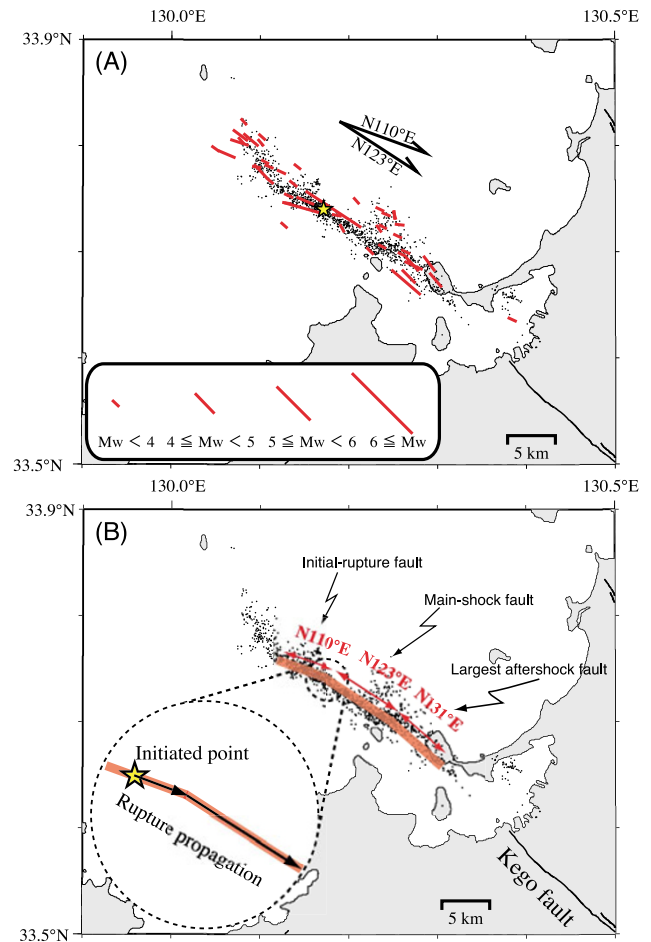 130.0°E
130.5°E
33.9°N
(A)
N110°E
N123°E
Mw < 4 4 ≦ Mw < 5 5 ≦ Mw < 6 6 ≦ Mw
5 km
33.5°N
130.0°E
130.5°E
33.9°N
(B)
Initial-rupture fault
Main-shock fault
Largest aftershock fault
N110°E
N123°E
N131°E
Initiated point
Rupture propagation
Kego fault
5 km
33.5°N